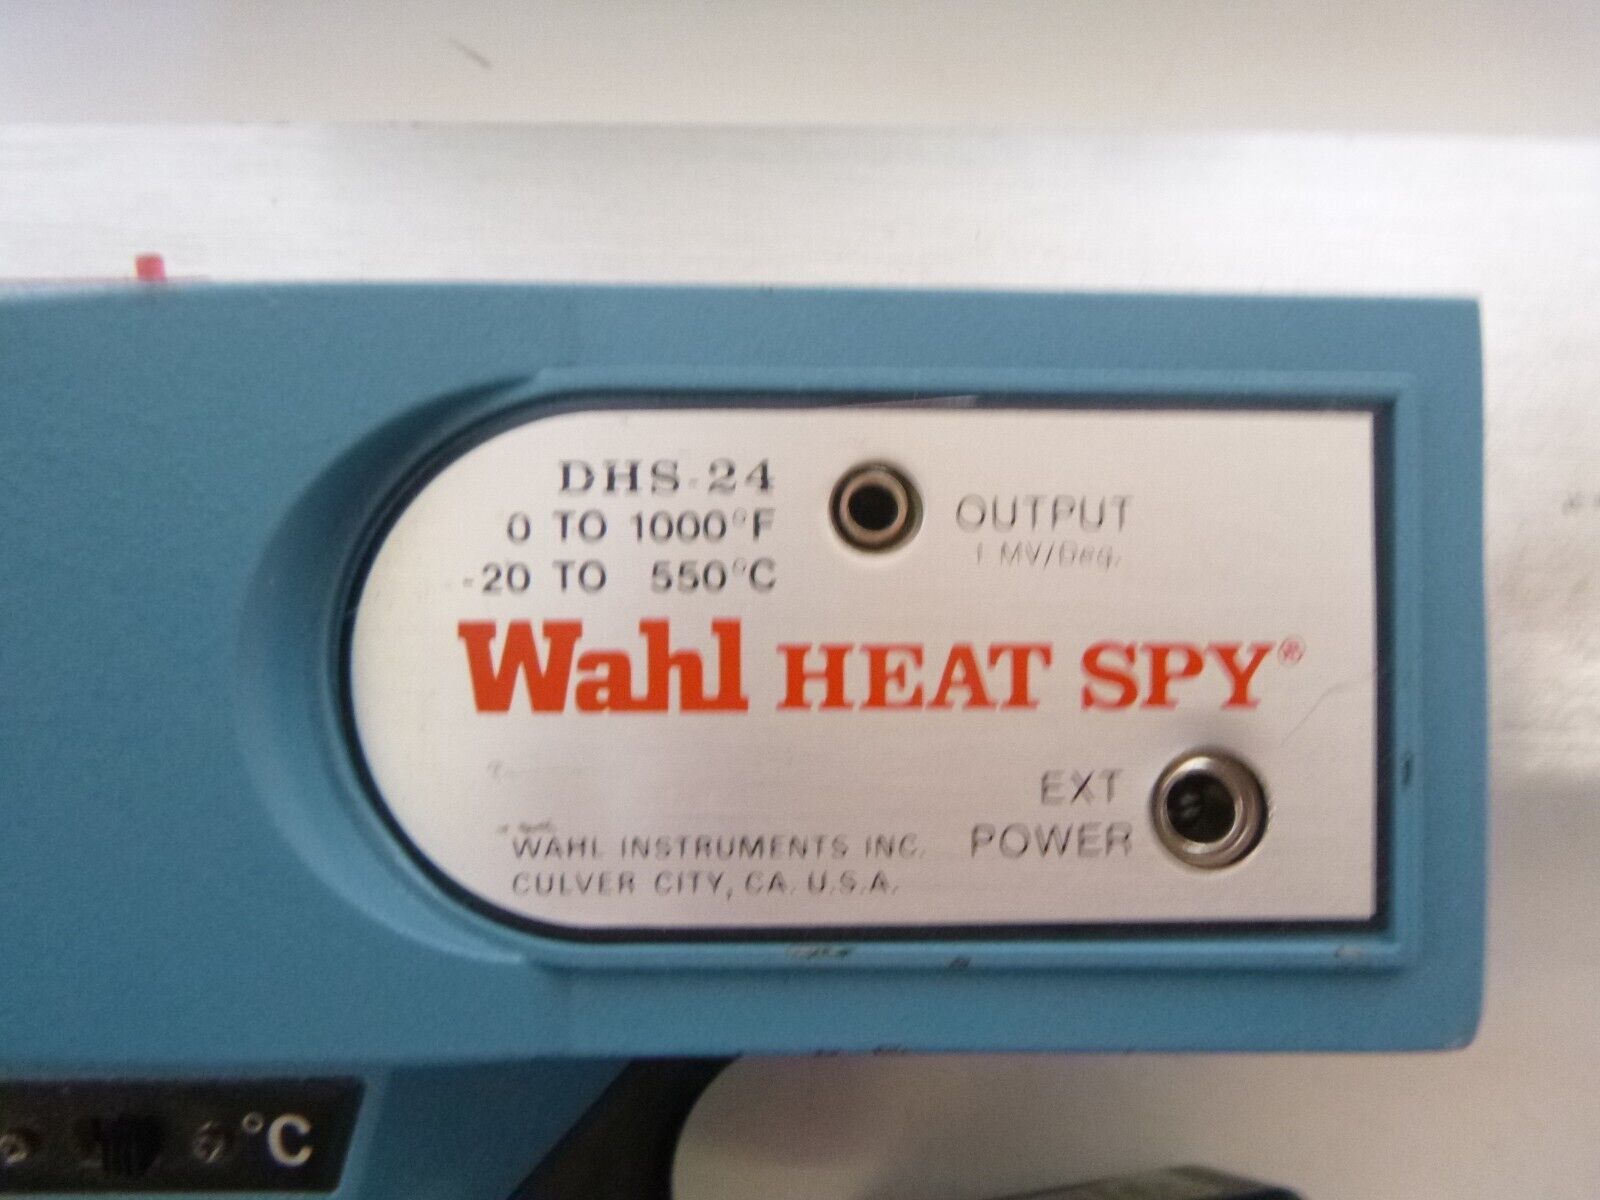 DHS-24
0 TO 1000°F
-20 TO 550°C
OUTPUT
1 MV/Deg.
Wahl HEAT SPY®
EXT
POWER
WAHL INSTRUMENTS INC.
CULVER CITY, CA. U.S.A.
°C